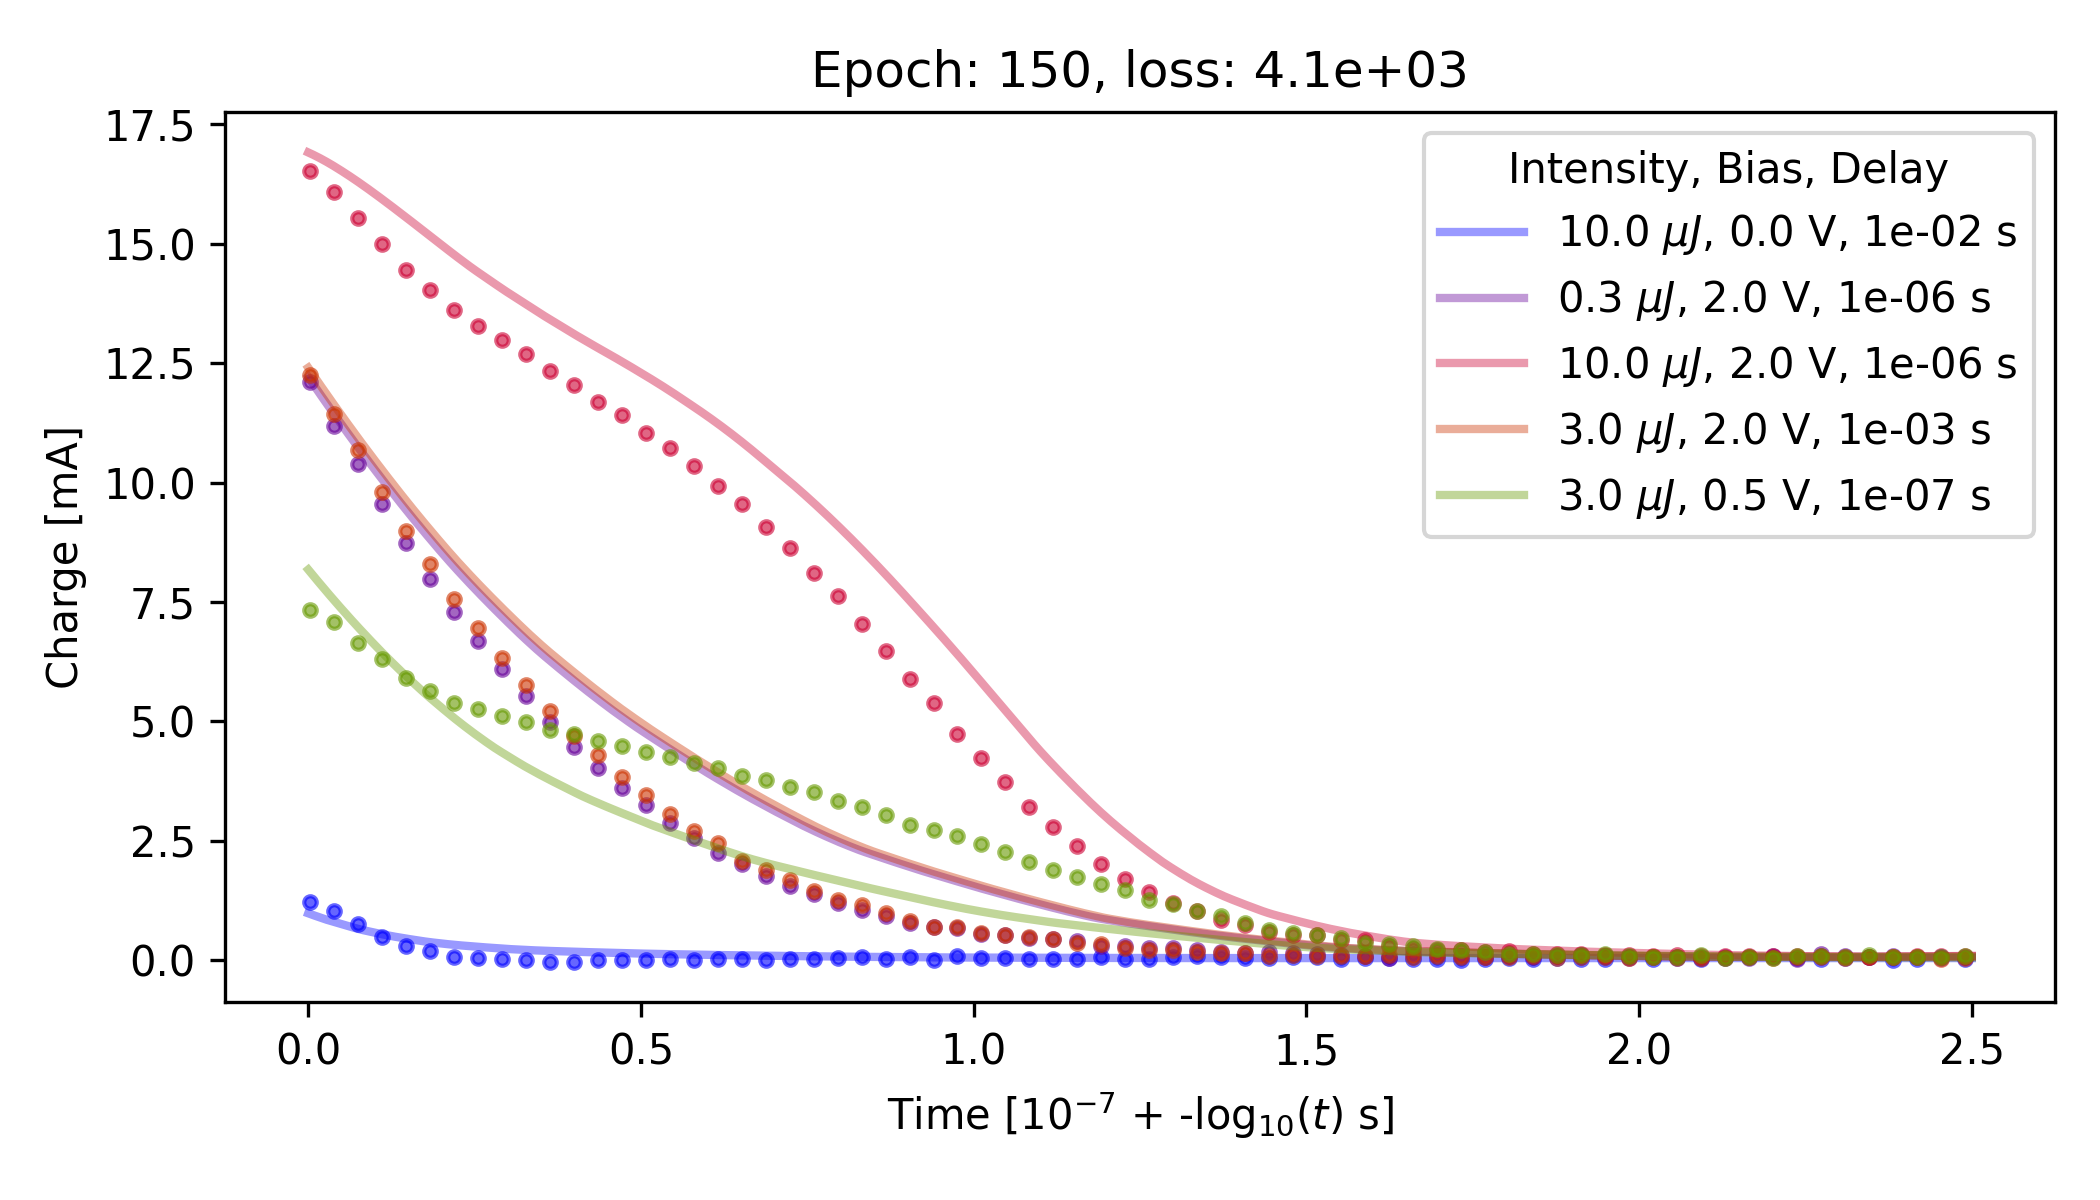 Epoch: 150, loss: 4.1e+03
17.5
15.0
12.5
10.0
7.5
5.0
2.5
0.0
Charge [mA]
Intensity, Bias, Delay
10.0 μJ, 0.0 V, 1e-02 s
0.3 μJ, 2.0 V, 1e-06 s
10.0 μJ, 2.0 V, 1e-06 s
3.0 μJ, 2.0 V, 1e-03 s
3.0 μJ, 0.5 V, 1e-07 s
0.0 0.5 1.0 1.5 2.0 2.5
Time [10⁻⁷ + -log₁₀(t) s]